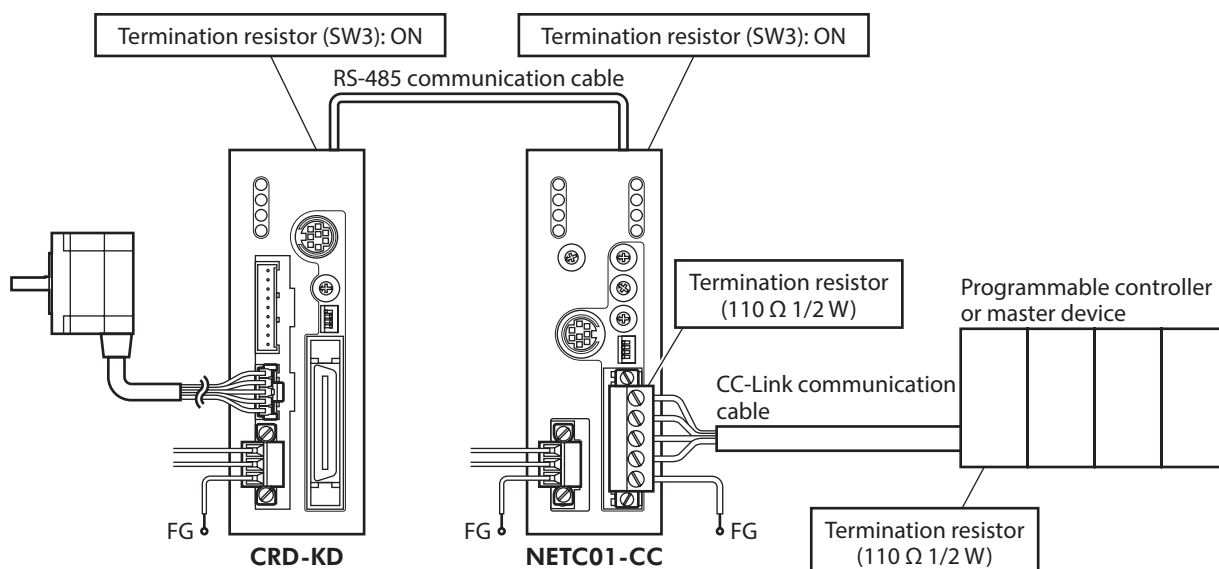 Termination resistor (SW3): ON
Termination resistor (SW3): ON
RS-485 communication cable
Termination resistor
(110 Ω 1/2 W)
Programmable controller
or master device
CC-Link communication
cable
FG
FG
FG
CRD-KD
NETC01-CC
Termination resistor
(110 Ω 1/2 W)